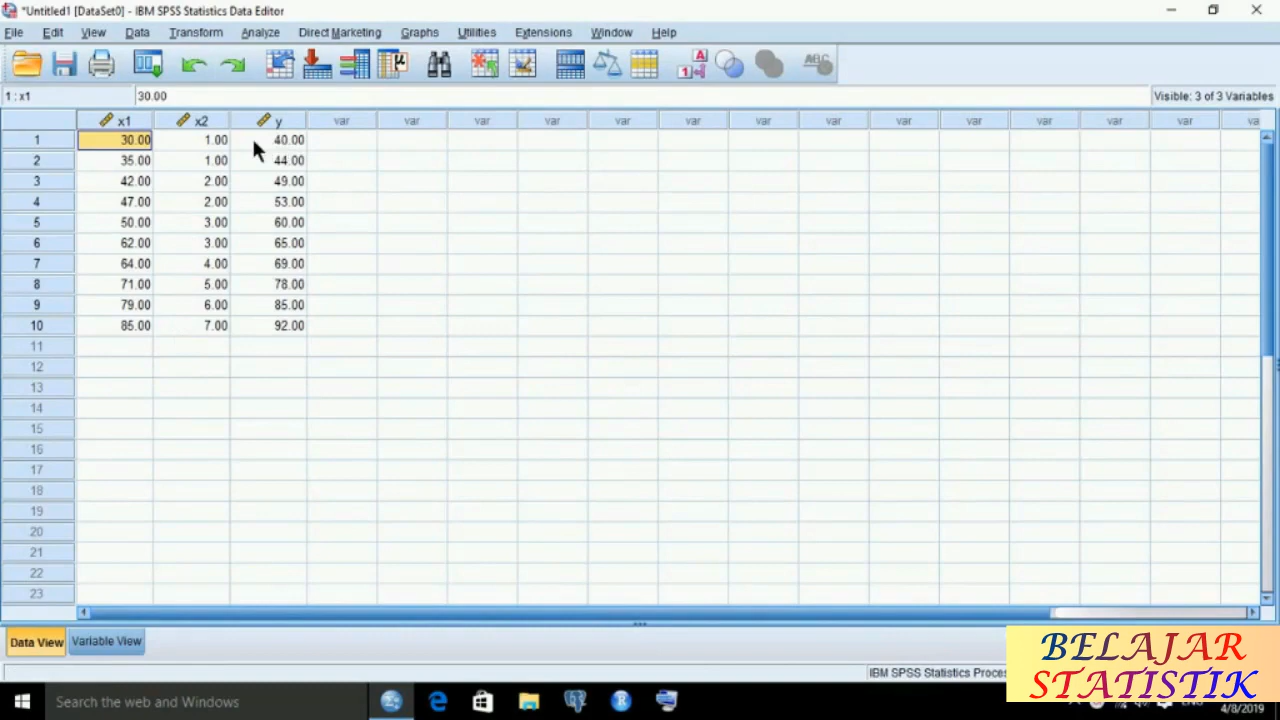 *Untitled1 [DataSet0] - IBM SPSS Statistics Data Editor
File Edit View Data Transform Analyze Direct Marketing Graphs Utilities Extensions Window Help
1 : x1 30.00 Visible: 3 of 3 Variables
x1 x2 y var var var var var var var var var var var var var va
1 30.00 1.00 40.00
2 35.00 1.00 44.00
3 42.00 2.00 49.00
4 47.00 2.00 53.00
5 50.00 3.00 60.00
6 62.00 3.00 65.00
7 64.00 4.00 69.00
8 71.00 5.00 78.00
9 79.00 6.00 85.00
10 85.00 7.00 92.00
11
12
13
14
15
16
17
18
19
20
21
22
23
Data View Variable View
IBM SPSS Statistics Proces
BELAJAR
STATISTIK
Search the web and Windows
4/8/2019